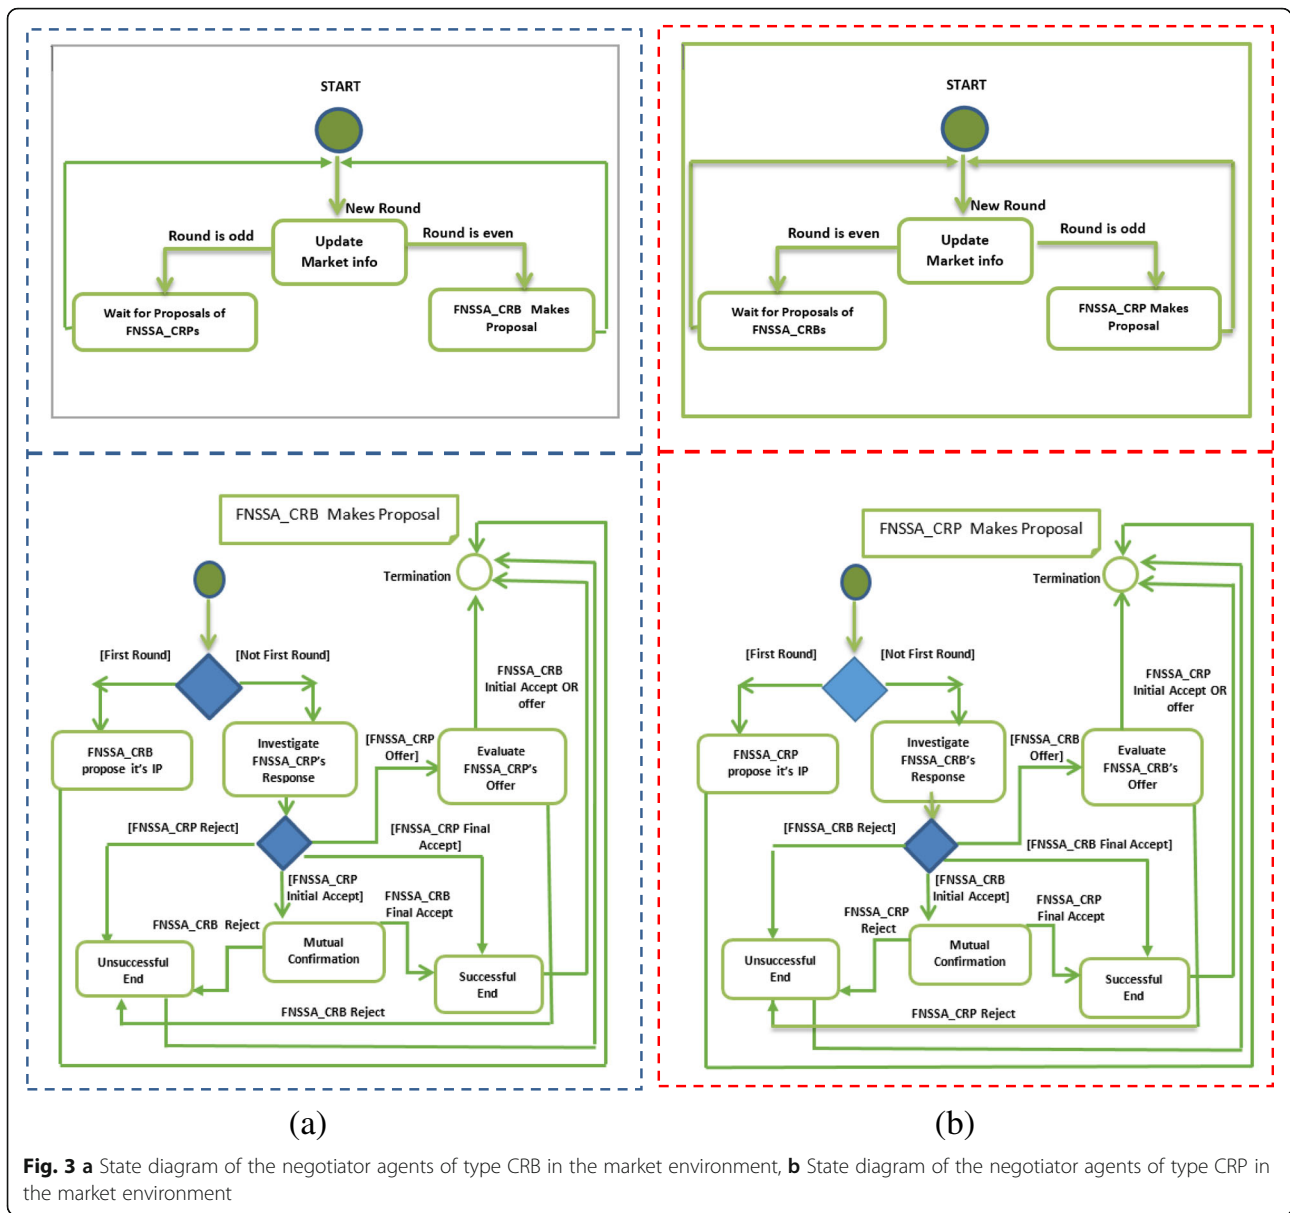 START
New Round
Round is odd
Update
Market info
Round is even
Wait for Proposals of
FNSSA_CRPs
FNSSA_CRB Makes
Proposal
START
New Round
Round is even
Update
Market info
Round is odd
Wait for Proposals of
FNSSA_CRBs
FNSSA_CRP Makes
Proposal
FNSSA_CRB Makes Proposal
Termination
[First Round]
[Not First Round]
FNSSA_CRB
Initial Accept OR
offer
FNSSA_CRB
propose it's IP
Investigate
FNSSA_CRP's
Response
[FNSSA_CRP
Offer]
Evaluate
FNSSA_CRP's
Offer
[FNSSA_CRP Reject]
[FNSSA_CRP Final
Accept]
[FNSSA_CRP
Initial Accept]
FNSSA_CRB
Final Accept
FNSSA_CRB Reject
Unsuccessful
End
Mutual
Confirmation
Successful
End
FNSSA_CRB Reject
FNSSA_CRP Makes Proposal
Termination
[First Round]
[Not First Round]
FNSSA_CRP
Initial Accept OR
offer
FNSSA_CRP
propose it's IP
Investigate
FNSSA_CRB's
Response
[FNSSA_CRB
Offer]
Evaluate
FNSSA_CRB's
Offer
[FNSSA_CRB Reject]
[FNSSA_CRB Final Accept]
[FNSSA_CRB
Initial Accept]
FNSSA_CRP
Final Accept
FNSSA_CRP
Reject
Unsuccessful
End
Mutual
Confirmation
Successful
End
FNSSA_CRP Reject
(a)
(b)
Fig. 3 a State diagram of the negotiator agents of type CRB in the market environment, b State diagram of the negotiator agents of type CRP in
the market environment